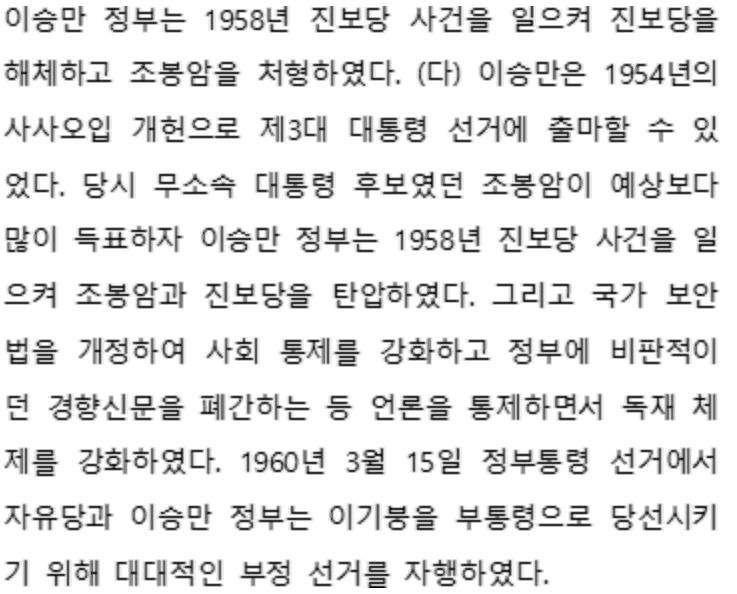 이승만 정부는 1958년 진보당 사건을 일으켜 진보당을
해체하고 조봉암을 처형하였다. (다) 이승만은 1954년의
사사오입 개헌으로 제3대 대통령 선거에 출마할 수 있
었다. 당시 무소속 대통령 후보였던 조봉암이 예상보다
많이 득표하자 이승만 정부는 1958년 진보당 사건을 일
으켜 조봉암과 진보당을 탄압하였다. 그리고 국가 보안
법을 개정하여 사회 통제를 강화하고 정부에 비판적이
던 경향신문을 폐간하는 등 언론을 통제하면서 독재 체
제를 강화하였다. 1960년 3월 15일 정부통령 선거에서
자유당과 이승만 정부는 이기붕을 부통령으로 당선시키
기 위해 대대적인 부정 선거를 자행하였다.